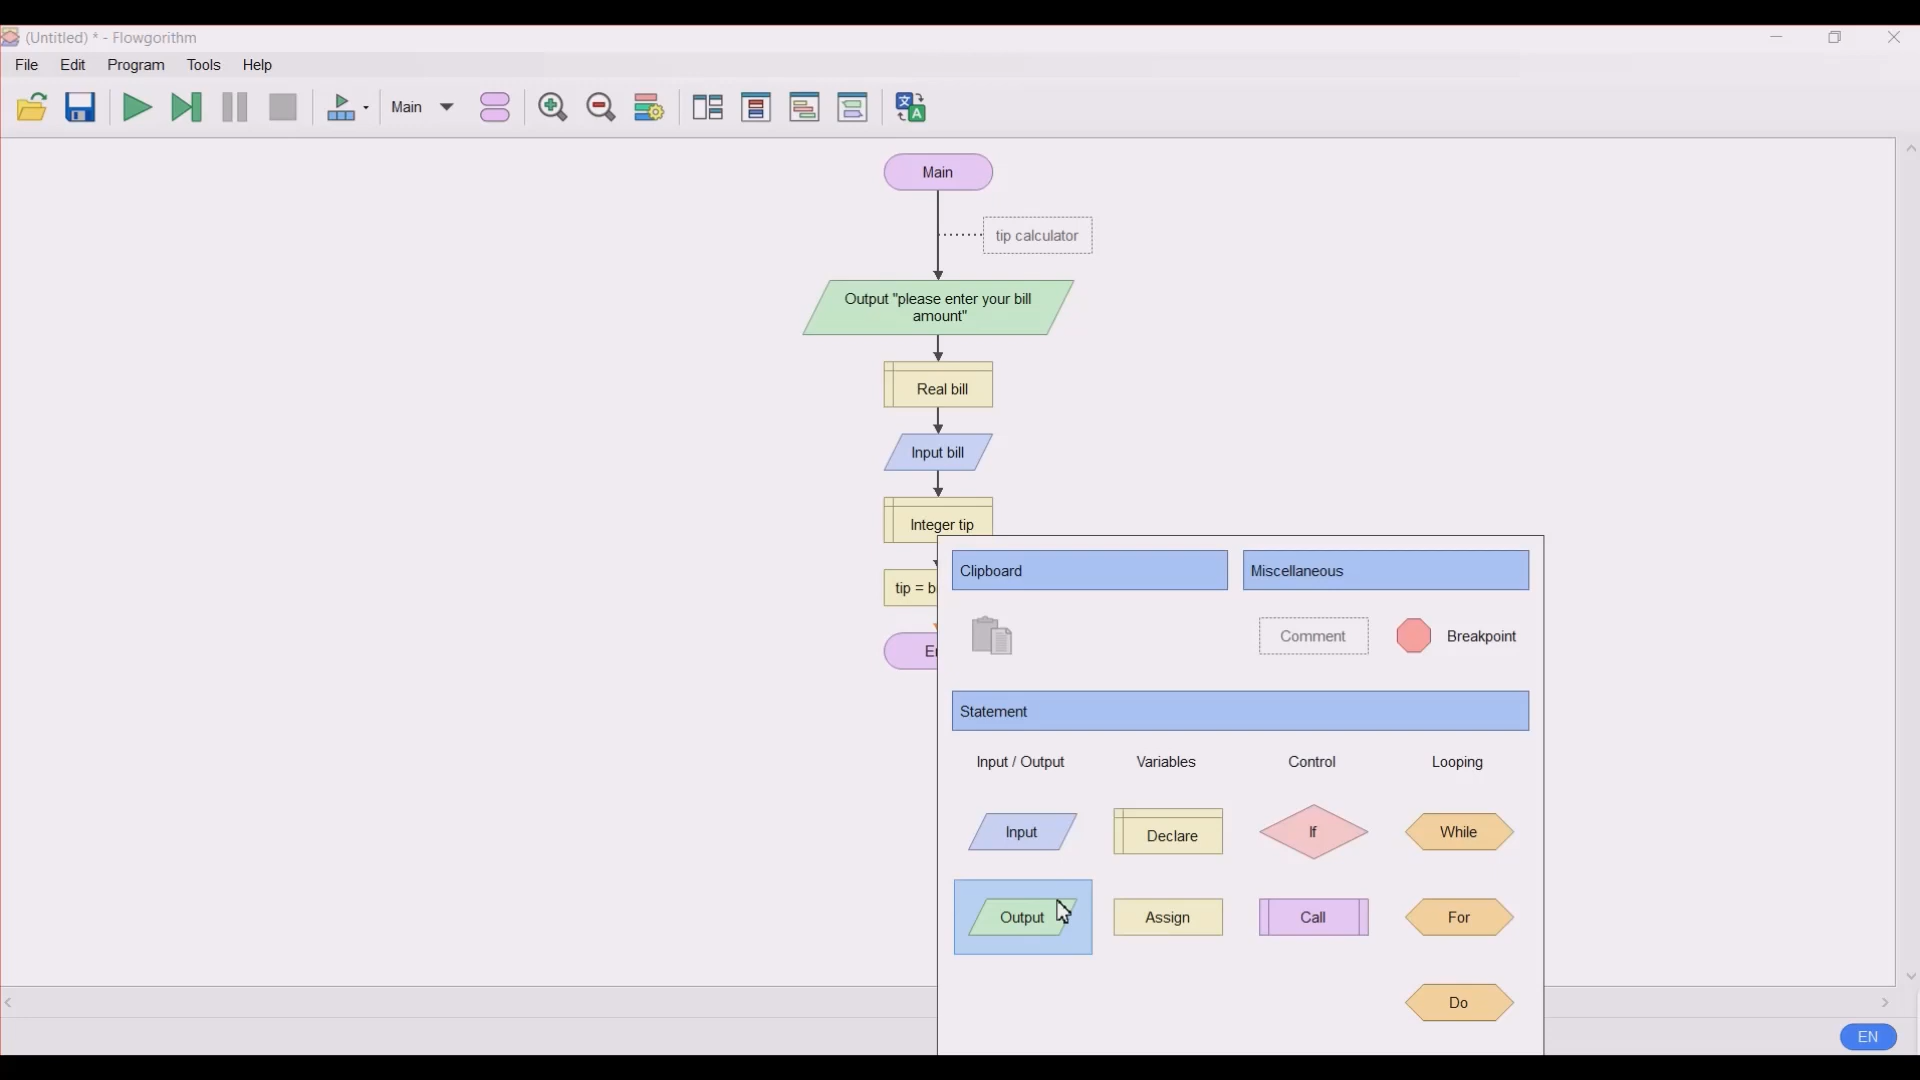 (Untitled) * - Flowgorithm
File Edit Program Tools Help
Main
Main
tip calculator
Output "please enter your bill
amount"
Real bill
Input bill
Integer tip
tip = b
Clipboard Miscellaneous
Comment Breakpoint
Statement
Input / Output Variables Control Looping
Input Declare If While
Output Assign Call For
Do
EN